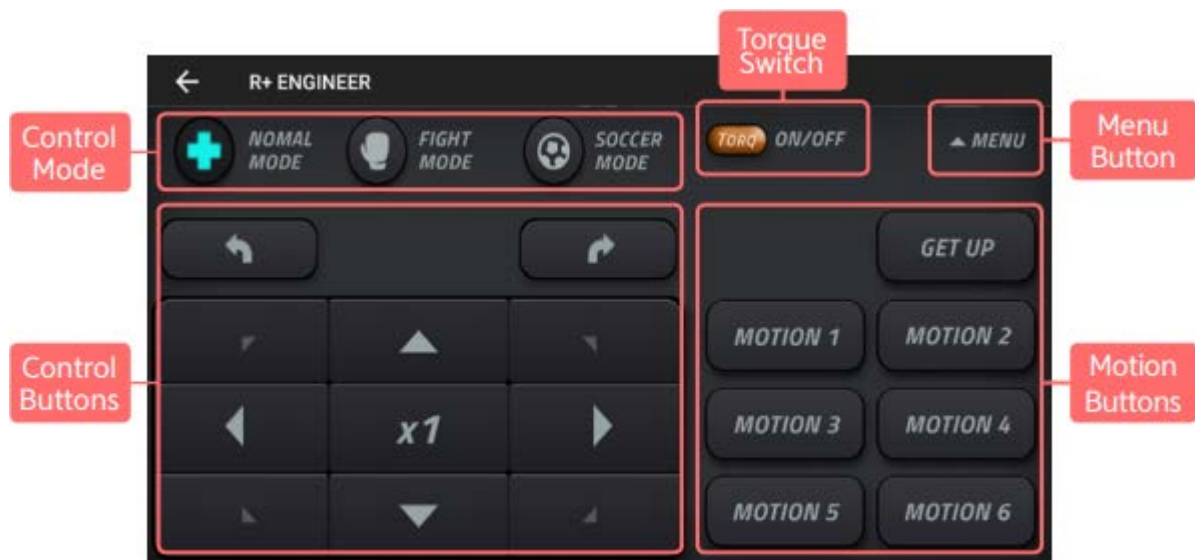 Torque
Switch
R+ ENGINEER
Control
Mode
NOMAL
MODE
FIGHT
MODE
SOCCER
MODE
TORQ ON/OFF
MENU
Menu
Button
GET UP
MOTION 1
MOTION 2
Control
Buttons
x1
MOTION 3
MOTION 4
Motion
Buttons
MOTION 5
MOTION 6